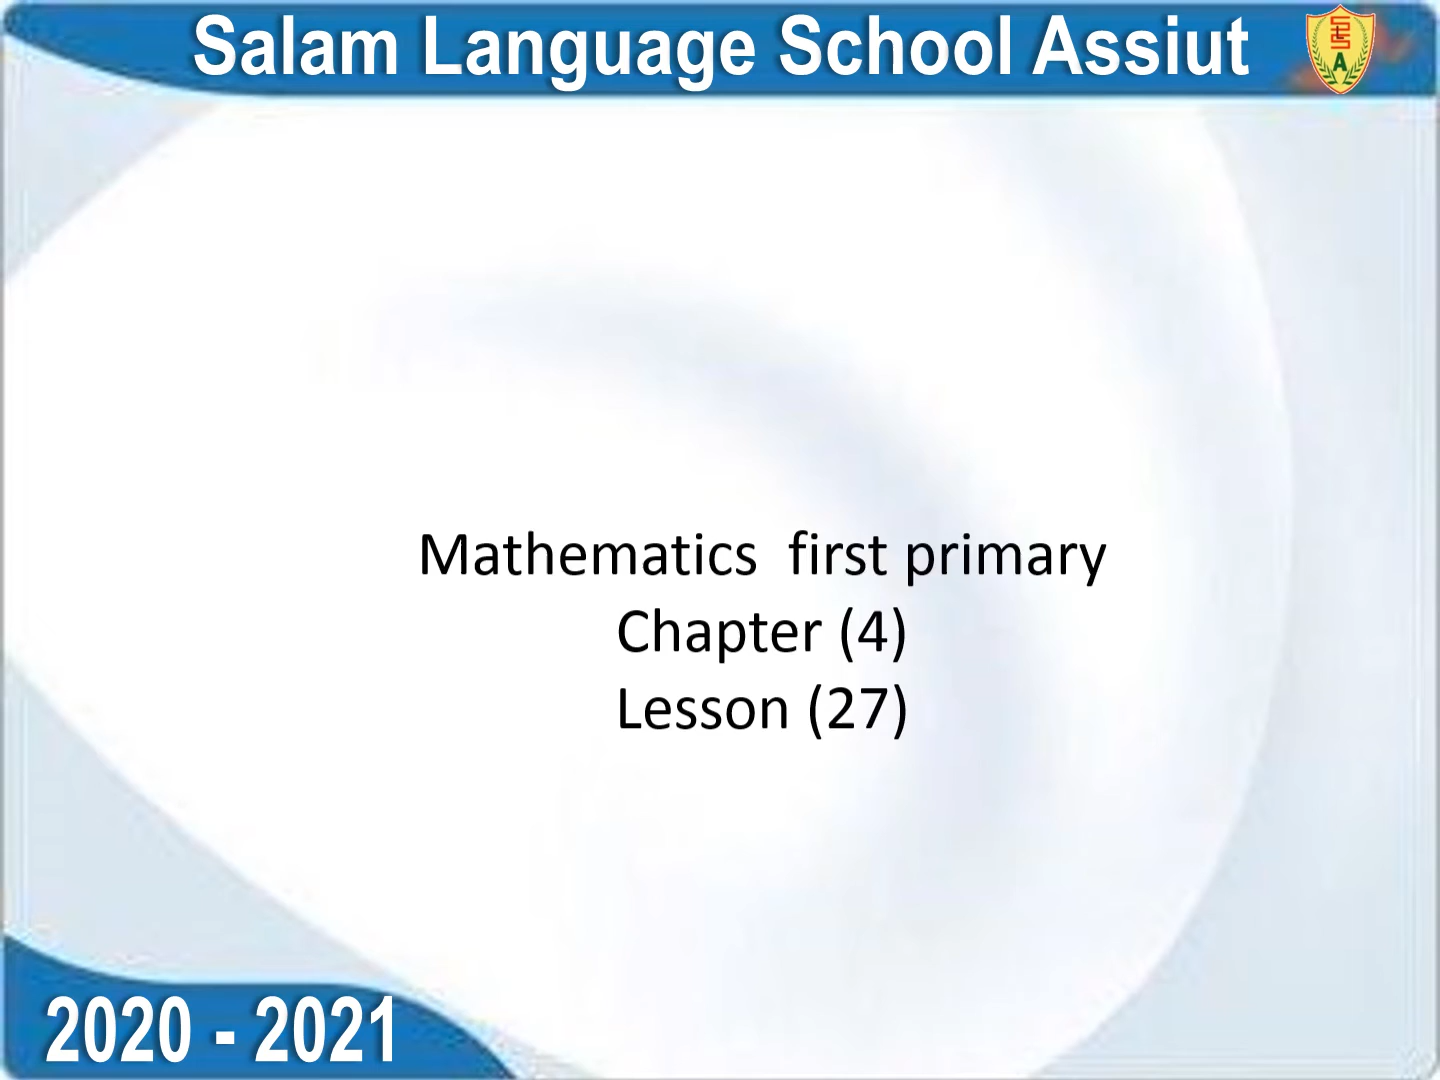 Salam Language School Assiut
Mathematics  first primary
Chapter (4)
Lesson (27)
2020 - 2021